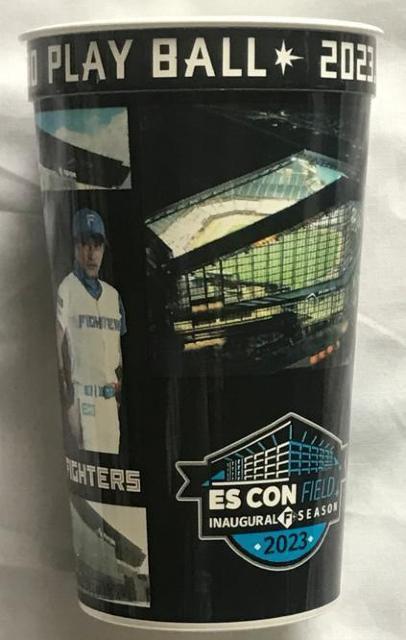 PLAY BALL 2023
FIGHTERS
FIGHTERS
ES CON FIELD
INAUGURAL F SEASON
2023